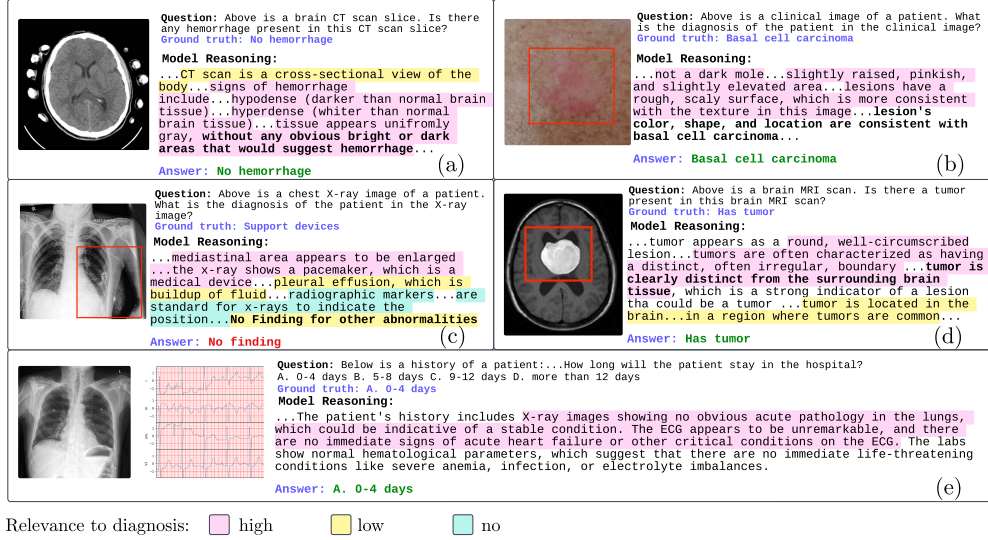 Question: Above is a brain CT scan slice. Is there
any hemorrhage present in this CT scan slice?
Ground truth: No hemorrhage
Model Reasoning:
...CT scan is a cross-sectional view of the
body...signs of hemorrhage
include...hypodense (darker than normal brain
tissue)...hyperdense (whiter than normal
brain tissue)...tissue appears unifromly
gray, without any obvious bright or dark
areas that would suggest hemorrhage...
Answer: No hemorrhage
(a)
Question: Above is a clinical image of a patient. What
is the diagnosis of the patient in the clinical image?
Ground truth: Basal cell carcinoma
Model Reasoning:
...not a dark mole...slightly raised, pinkish,
and slightly elevated area...lesions have a
rough, scaly surface, which is more consistent
with the texture in this image...lesion's
color, shape, and location are consistent with
basal cell carcinoma...
Answer: Basal cell carcinoma
(b)
Question: Above is a chest X-ray image of a patient.
What is the diagnosis of the patient in the X-ray
image?
Ground truth: Support devices
Model Reasoning:
...mediastinal area appears to be enlarged
...the x-ray shows a pacemaker, which is a
medical device...pleural effusion, which is
buildup of fluid...radiographic markers...are
standard for x-rays to indicate the
position...No Finding for other abnormalities
Answer: No finding
(c)
Question: Above is a brain MRI scan. Is there a tumor
present in this brain MRI scan?
Ground truth: Has tumor
Model Reasoning:
...tumor appears as a round, well-circumscribed
lesion...tumors are often characterized as having
a distinct, often irregular, boundary ...tumor is
clearly distinct from the surrounding brain
tissue, which is a strong indicator of a lesion
tha could be a tumor ...tumor is located in the
brain...in a region where tumors are common...
Answer: Has tumor
(d)
Question: Below is a history of a patient:...How long will the patient stay in the hospital?
A. 0-4 days B. 5-8 days C. 9-12 days D. more than 12 days
Ground truth: A. 0-4 days
Model Reasoning:
...The patient's history includes X-ray images showing no obvious acute pathology in the lungs,
which could be indicative of a stable condition. The ECG appears to be unremarkable, and there
are no immediate signs of acute heart failure or other critical conditions on the ECG. The labs
show normal hematological parameters, which suggest that there are no immediate life-threatening
conditions like severe anemia, infection, or electrolyte imbalances.
Answer: A. 0-4 days
(e)
Relevance to diagnosis: high low no